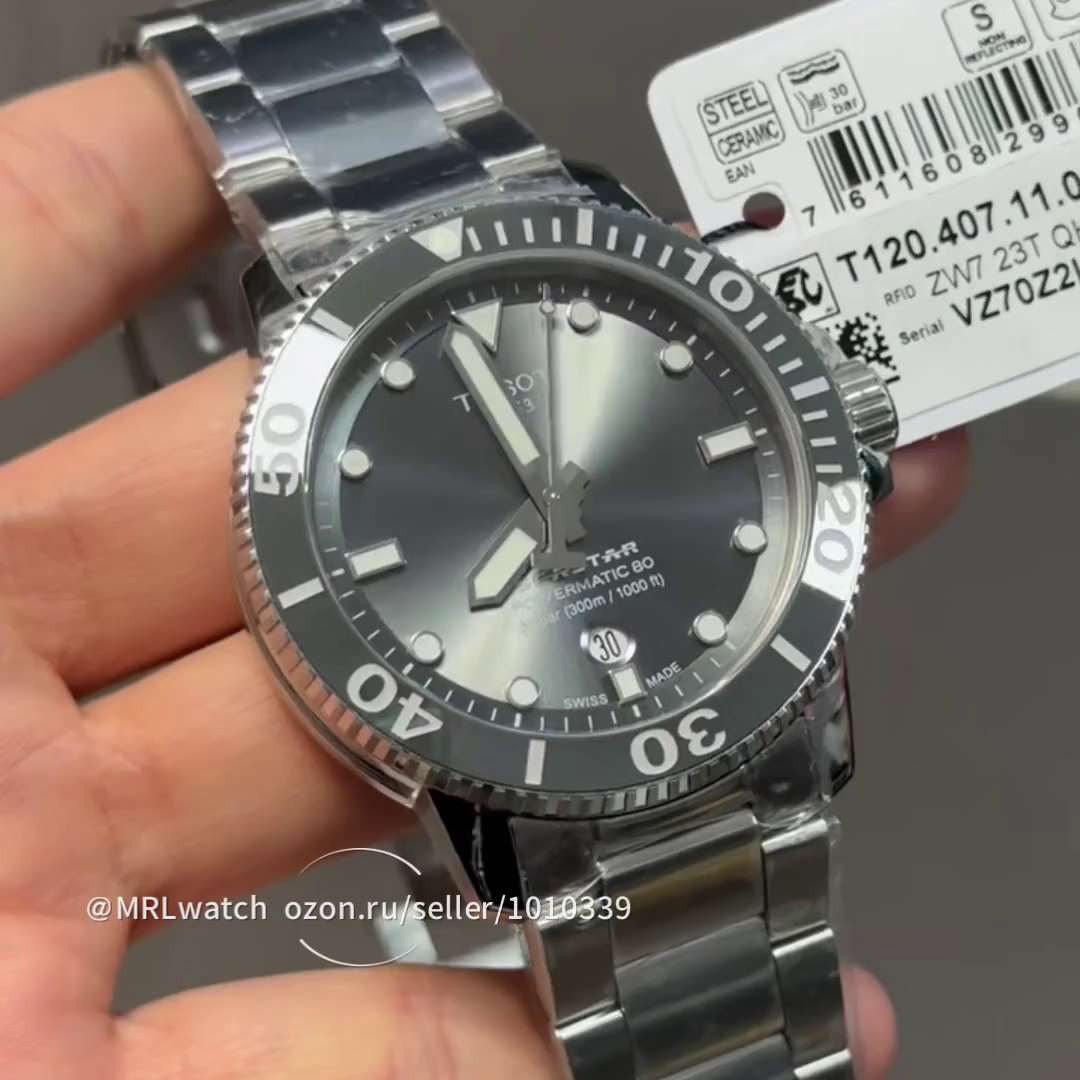 S
NON
REFLECTING
STEEL
CERAMIC
30
bar
EAN
7 611608 299
T120.407.11.0
RFID ZW7 23T QH
Serial VZ70Z2
10
20
30
40
50
POWERMATIC 80
bar (300m / 1000 ft)
30
SWISS MADE
@MRLwatch ozon.ru/seller/1010339